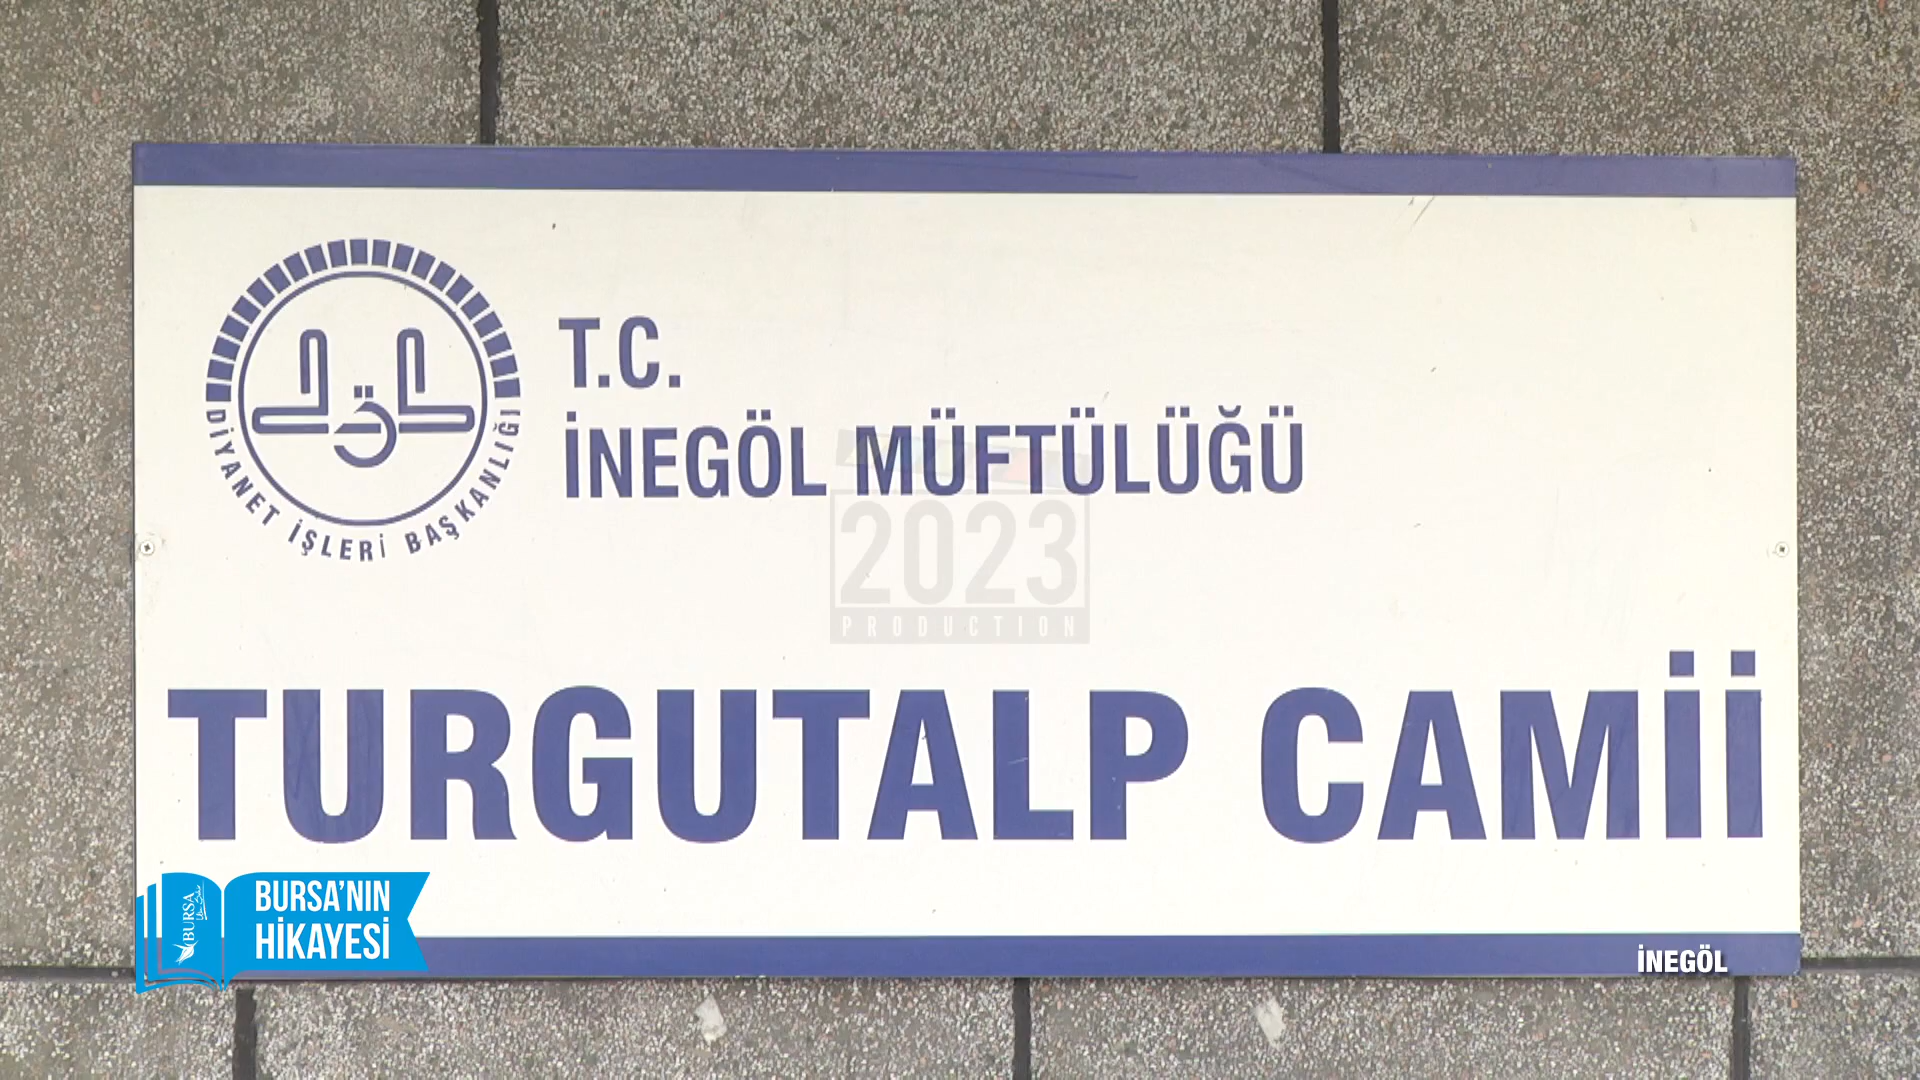 T.C.
İNEGÖL MÜFTÜLÜĞÜ
DİYANET İŞLERİ BAŞKANLIĞI
2023
PRODUCTION
TURGUTALP CAMİİ
BURSA
BURSA'NIN
HİKAYESİ
İNEGÖL